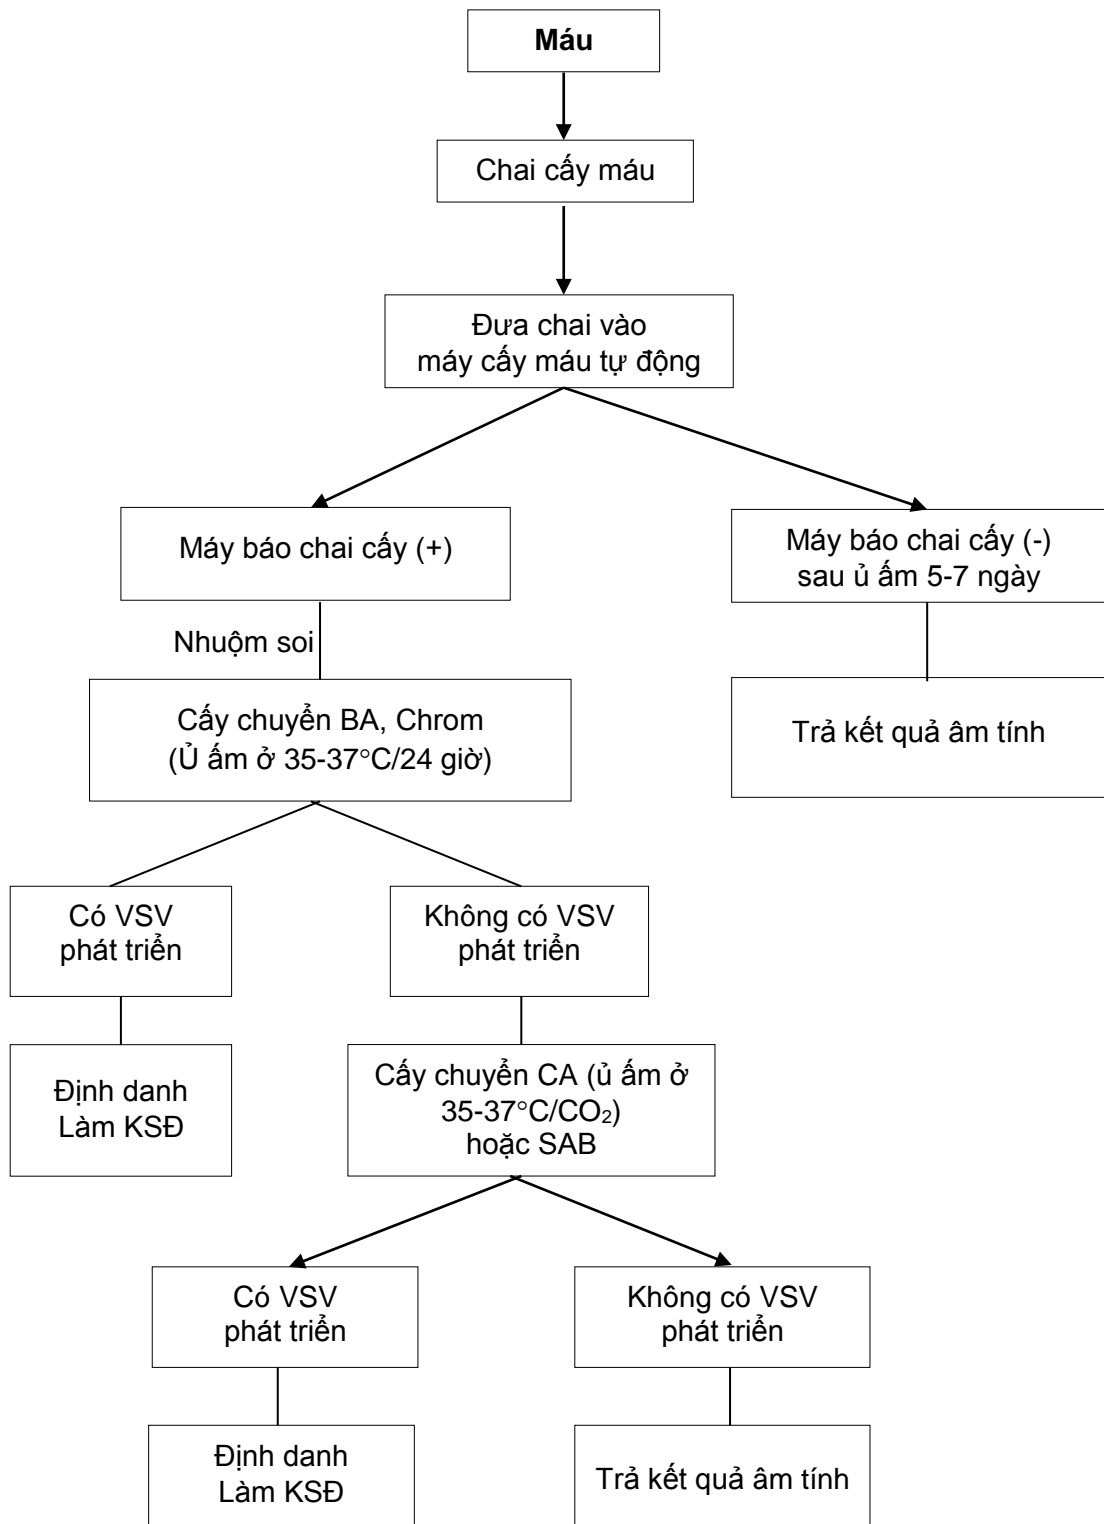 Máu
Chai cấy máu
Đưa chai vào
máy cấy máu tự động
Máy báo chai cấy (+)
Máy báo chai cấy (-)
sau ủ ấm 5-7 ngày
Nhuộm soi
Cấy chuyển BA, Chrom
(Ủ ấm ở 35-37°C/24 giờ)
Trả kết quả âm tính
Có VSV
phát triển
Không có VSV
phát triển
Định danh
Làm KSĐ
Cấy chuyển CA (ủ ấm ở
35-37°C/CO₂)
hoặc SAB
Có VSV
phát triển
Không có VSV
phát triển
Định danh
Làm KSĐ
Trả kết quả âm tính